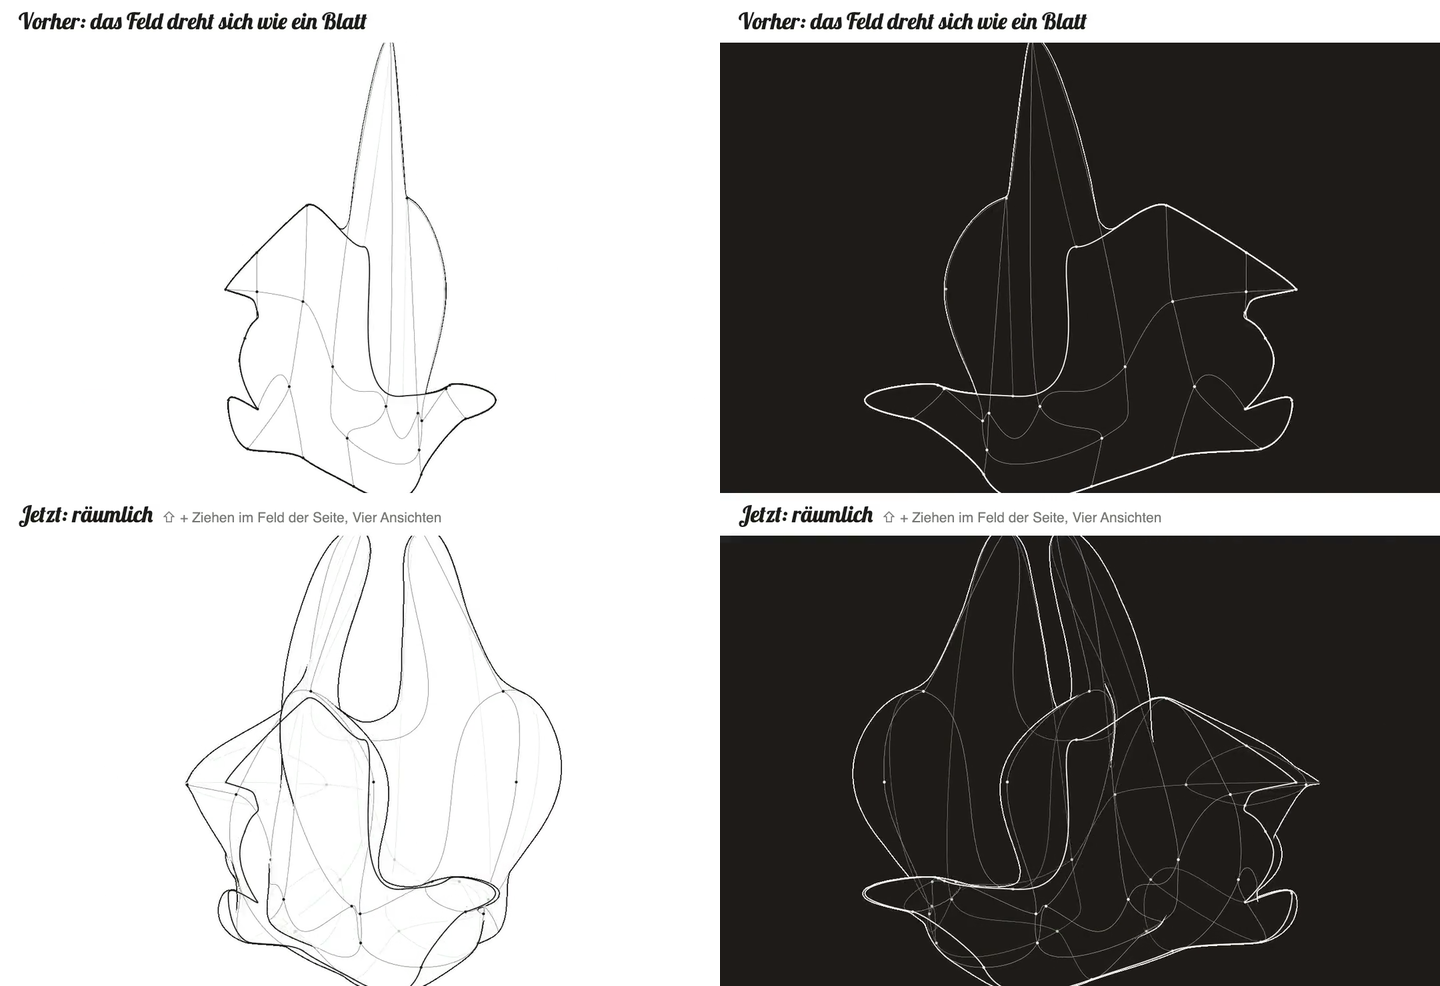 Vorher: das Feld dreht sich wie ein Blatt
Vorher: das Feld dreht sich wie ein Blatt
Jetzt: räumlich ⇧ + Ziehen im Feld der Seite, Vier Ansichten
Jetzt: räumlich ⇧ + Ziehen im Feld der Seite, Vier Ansichten